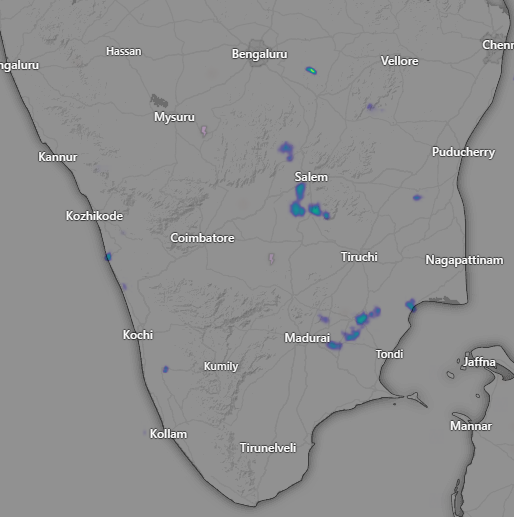 Hassan
Bengaluru
Chenn
ngaluru
Vellore
Mysuru
Kannur
Puducherry
Salem
Kozhikode
Coimbatore
Tiruchi
Nagapattinam
Kochi
Madurai
Tondi
Kumily
Jaffna
Kollam
Mannar
Tirunelveli